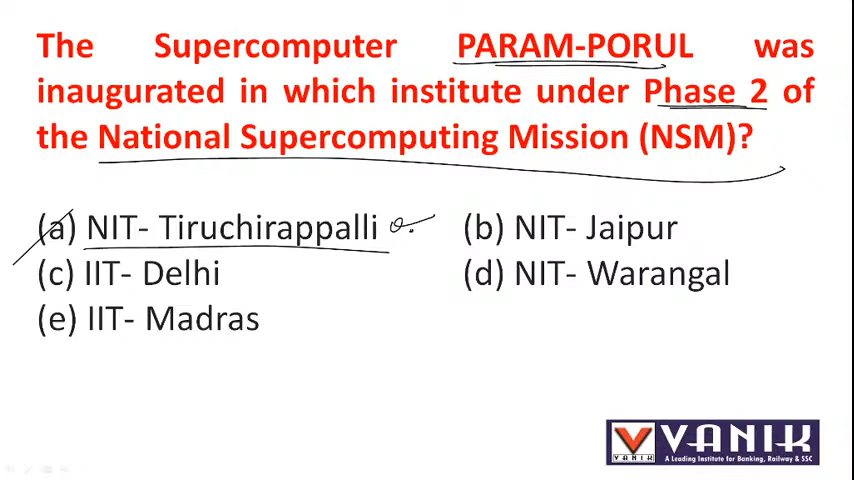 The Supercomputer PARAM-PORUL was
inaugurated in which institute under Phase 2 of
the National Supercomputing Mission (NSM)?
(a) NIT- Tiruchirappalli (b) NIT- Jaipur
(c) IIT- Delhi (d) NIT- Warangal
(e) IIT- Madras
VANIK
VANIK
A Leading Institute for Banking, Railway & SSC